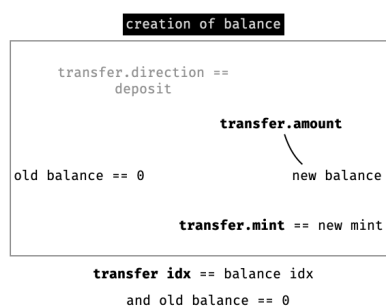 creation of balance
transfer.direction ==
deposit
transfer.amount
old balance == 0
new balance
transfer.mint == new mint
transfer idx == balance idx
and old balance == 0